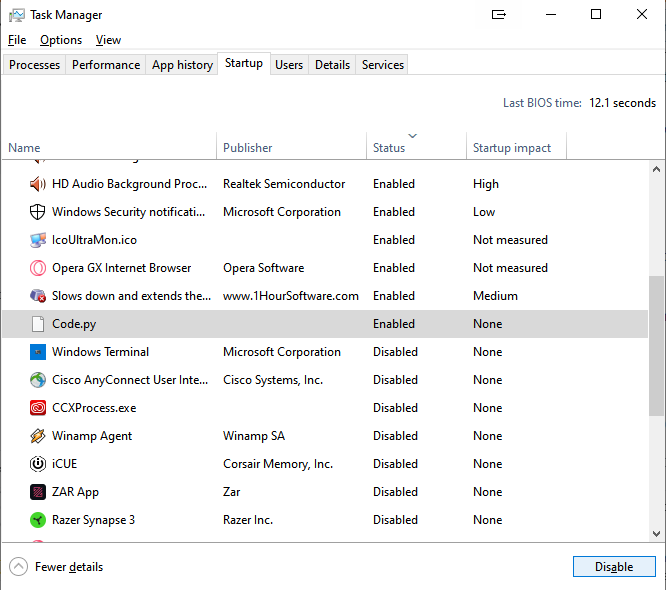 Task Manager
File Options View
Processes Performance App history Startup Users Details Services
Last BIOS time: 12.1 seconds
Name Publisher Status Startup impact
HD Audio Background Proc... Realtek Semiconductor Enabled High
Windows Security notificati... Microsoft Corporation Enabled Low
IcoUltraMon.ico Enabled Not measured
Opera GX Internet Browser Opera Software Enabled Not measured
Slows down and extends the... www.1HourSoftware.com Enabled Medium
Code.py Enabled None
Windows Terminal Microsoft Corporation Disabled None
Cisco AnyConnect User Inte... Cisco Systems, Inc. Disabled None
CCXProcess.exe Disabled None
Winamp Agent Winamp SA Disabled None
iCUE Corsair Memory, Inc. Disabled None
ZAR App Zar Disabled None
Razer Synapse 3 Razer Inc. Disabled None
Fewer details Disable